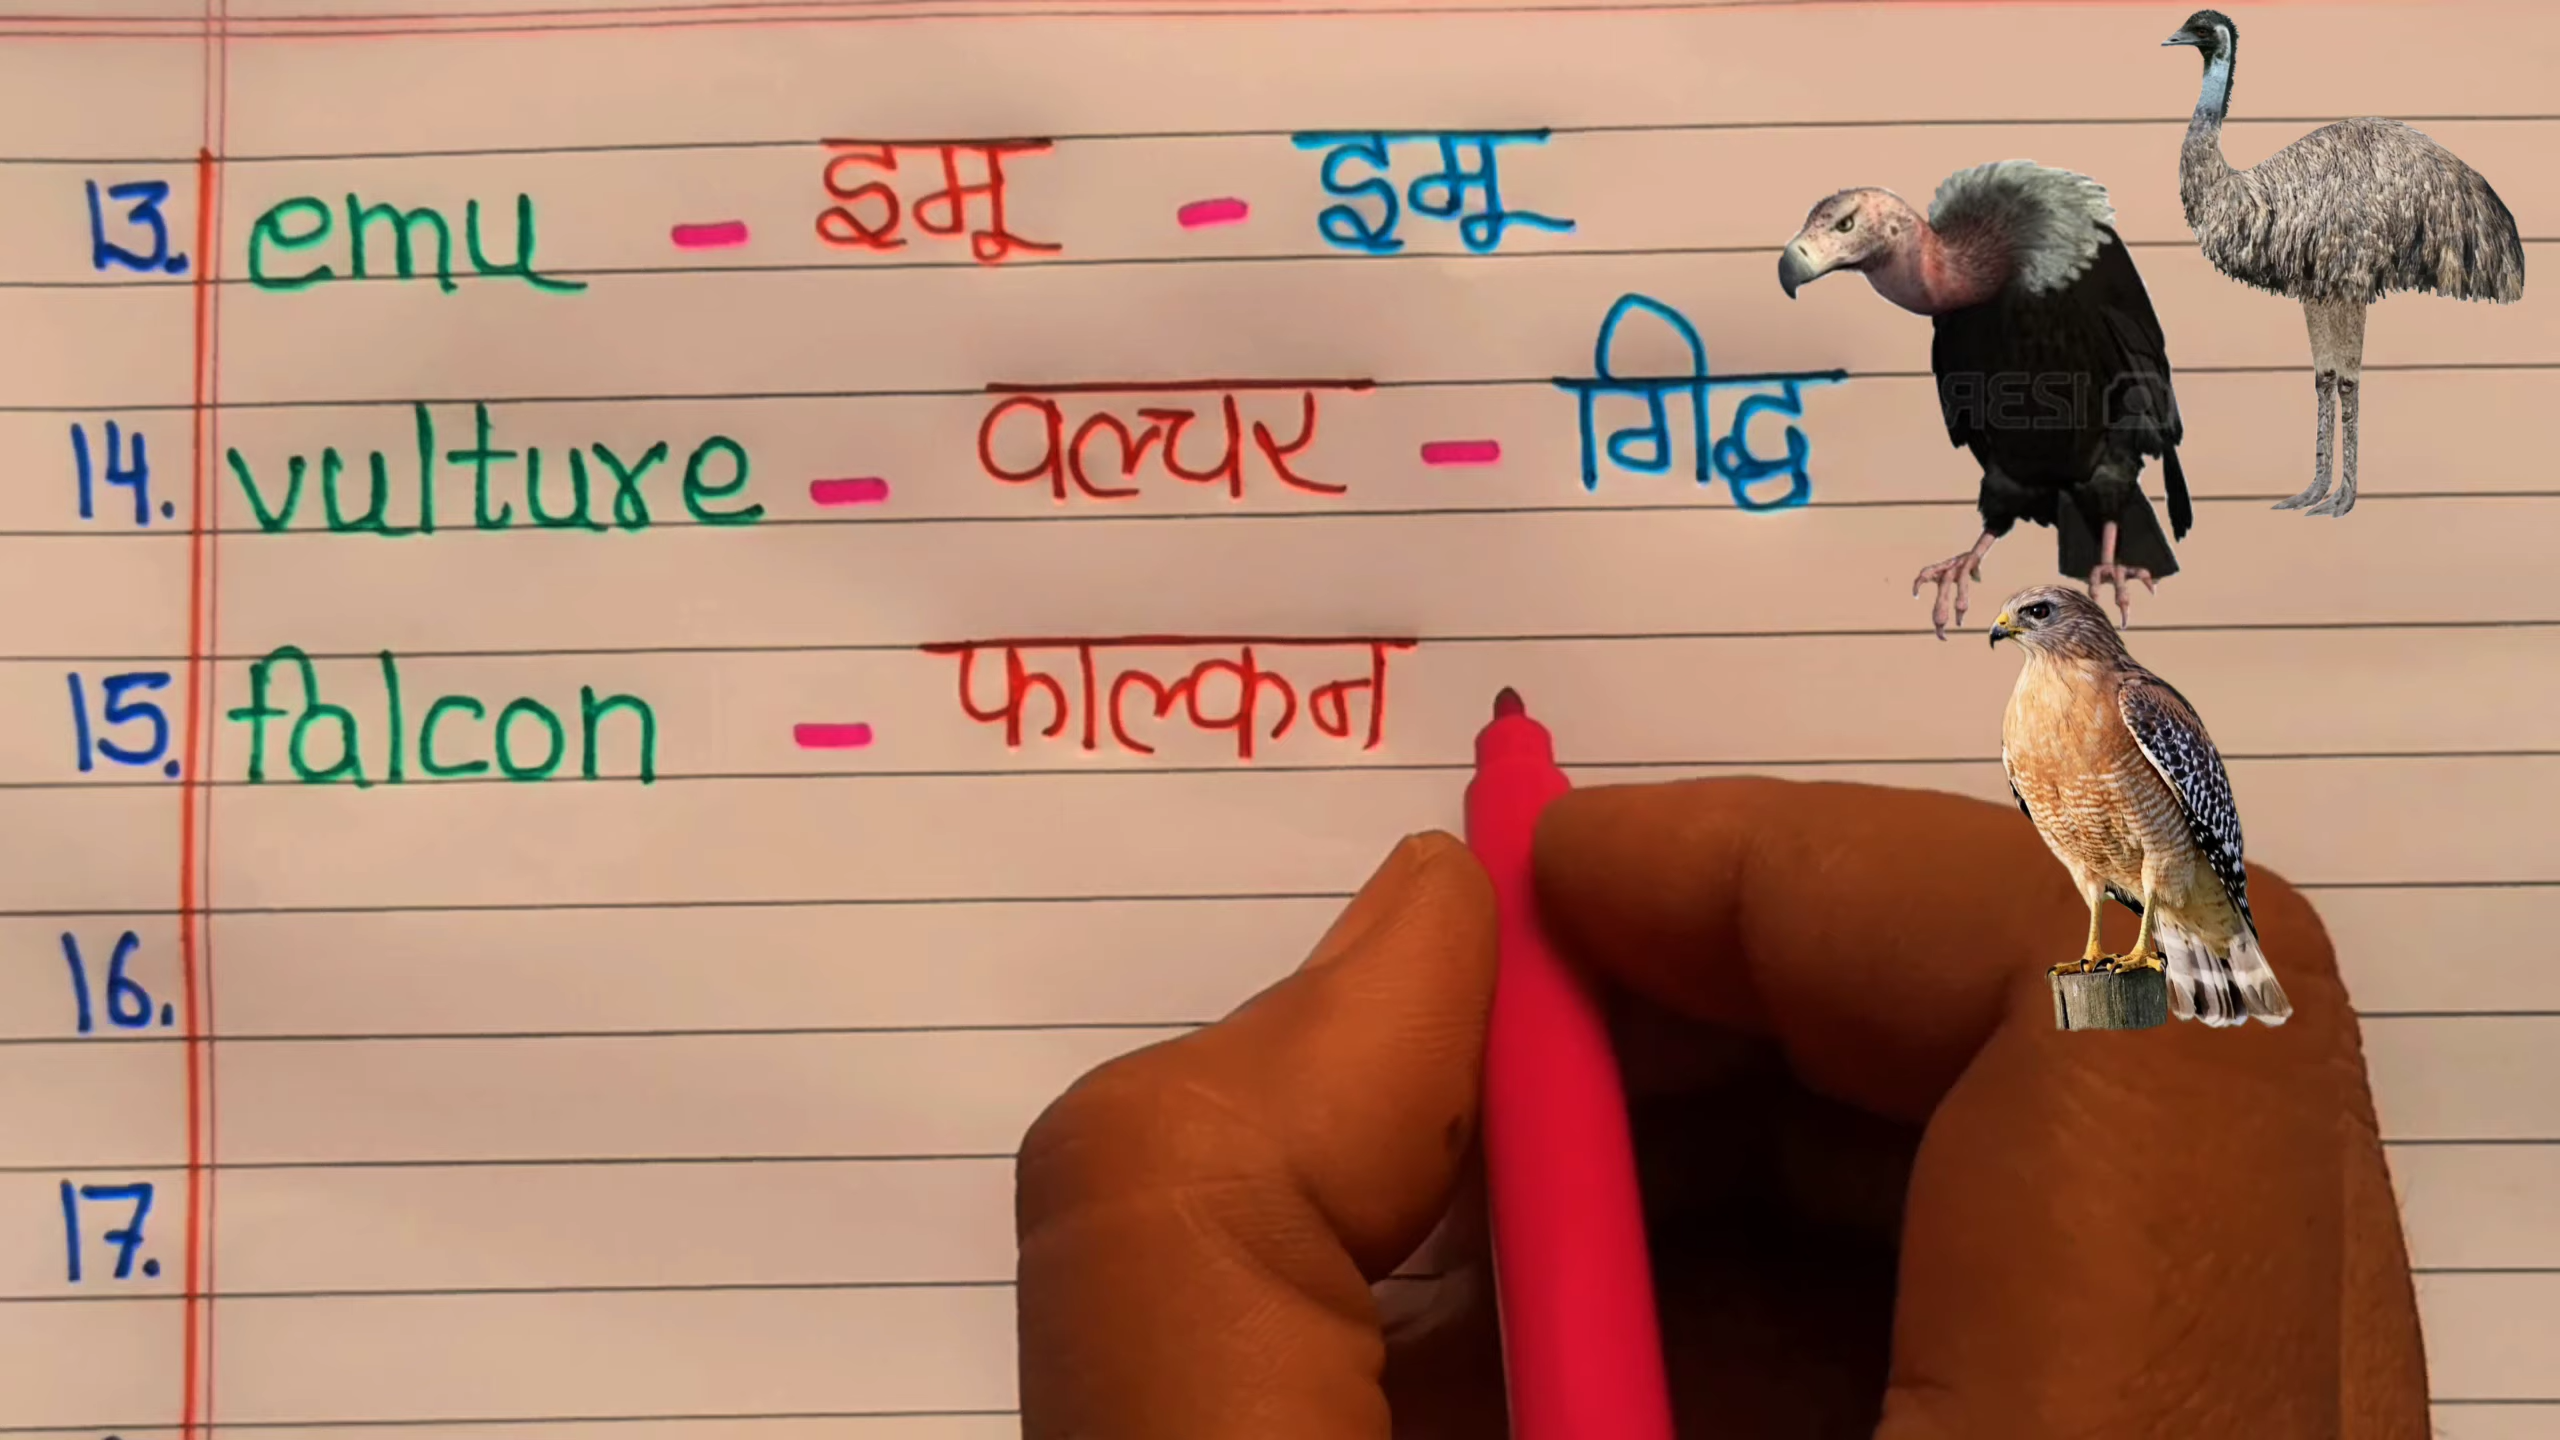 13. emu - इमू - इमू
14. vulture - वल्चर - गिद्ध
15. falcon - फाल्कन
16.
17.